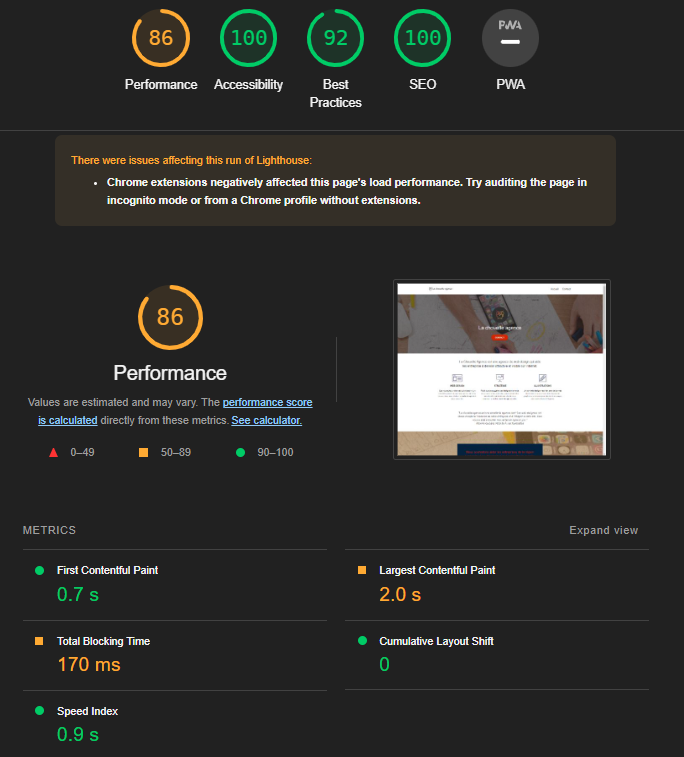 86
100
92
100
PWA
Performance
Accessibility
Best
Practices
SEO
PWA
There were issues affecting this run of Lighthouse:
• Chrome extensions negatively affected this page's load performance. Try auditing the page in
incognito mode or from a Chrome profile without extensions.
86
Performance
Values are estimated and may vary. The performance score
is calculated directly from these metrics. See calculator.
0–49
50–89
90–100
La chouette agence
METRICS
Expand view
First Contentful Paint
0.7 s
Largest Contentful Paint
2.0 s
Total Blocking Time
170 ms
Cumulative Layout Shift
0
Speed Index
0.9 s